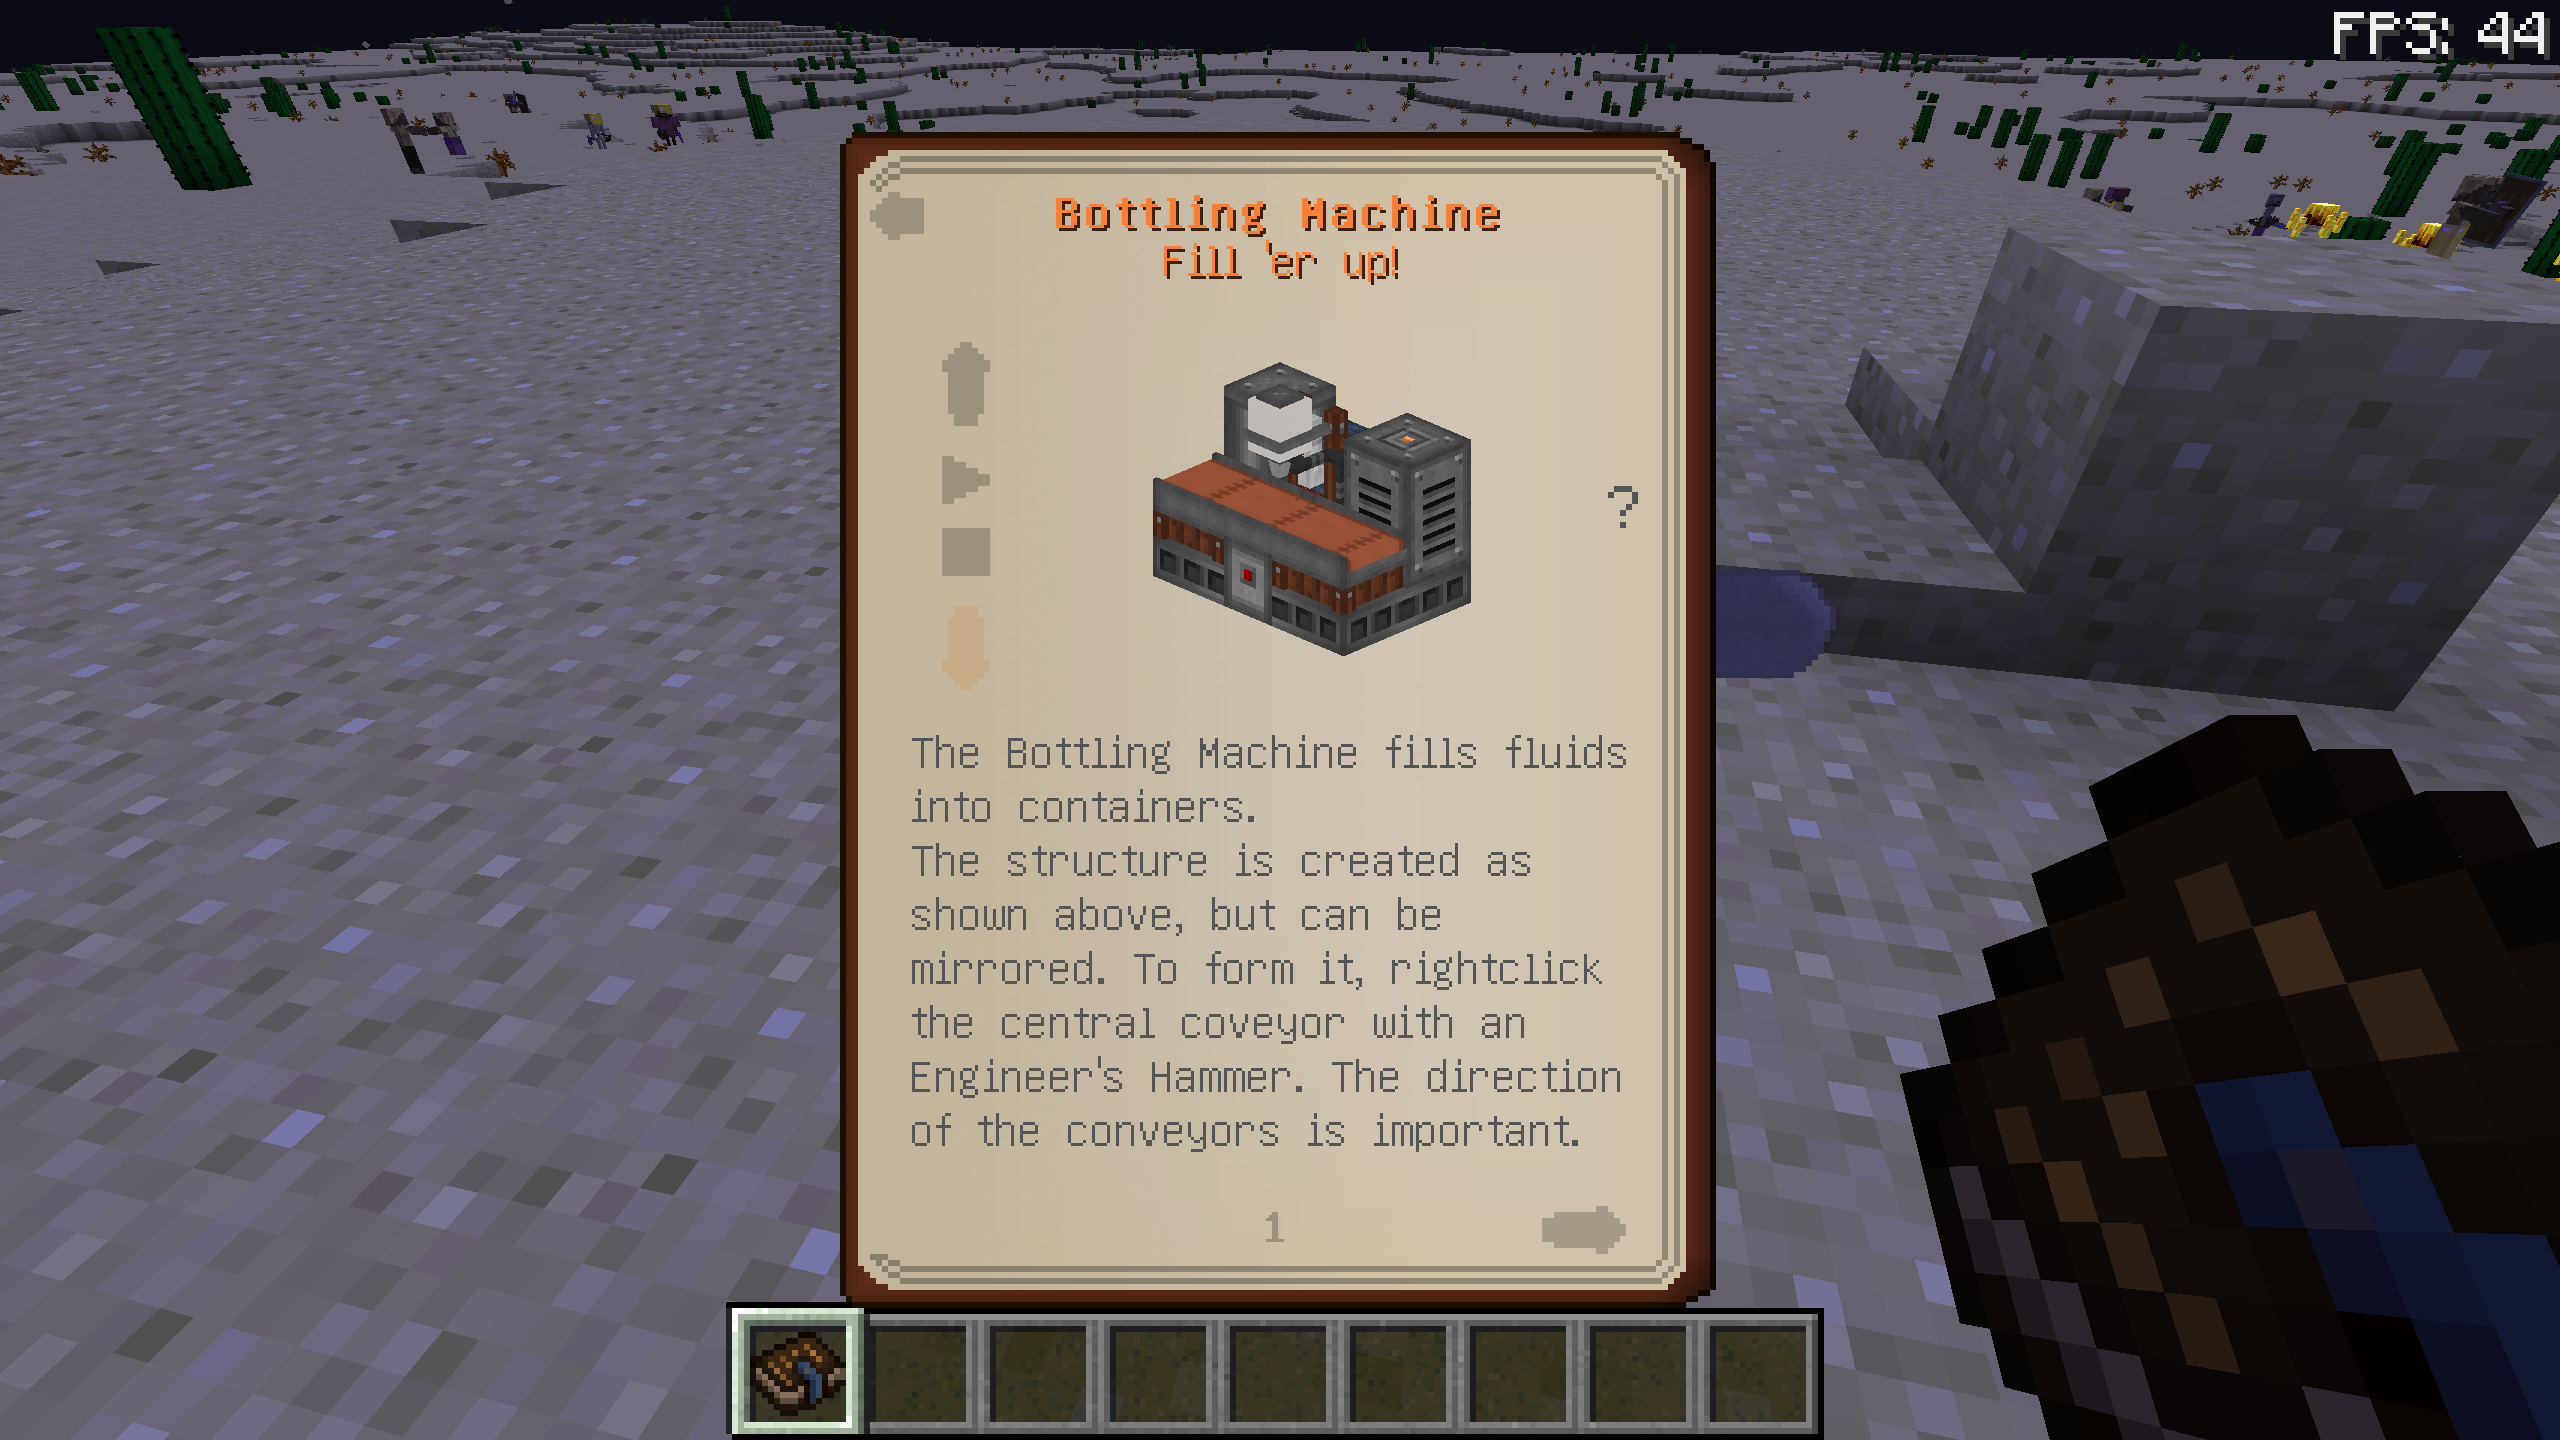 FPS: 44
Bottling Machine
Fill 'er up!
?
The Bottling Machine fills fluids
into containers.
The structure is created as
shown above, but can be
mirrored. To form it, rightclick
the central coveyor with an
Engineer's Hammer. The direction
of the conveyors is important.
1